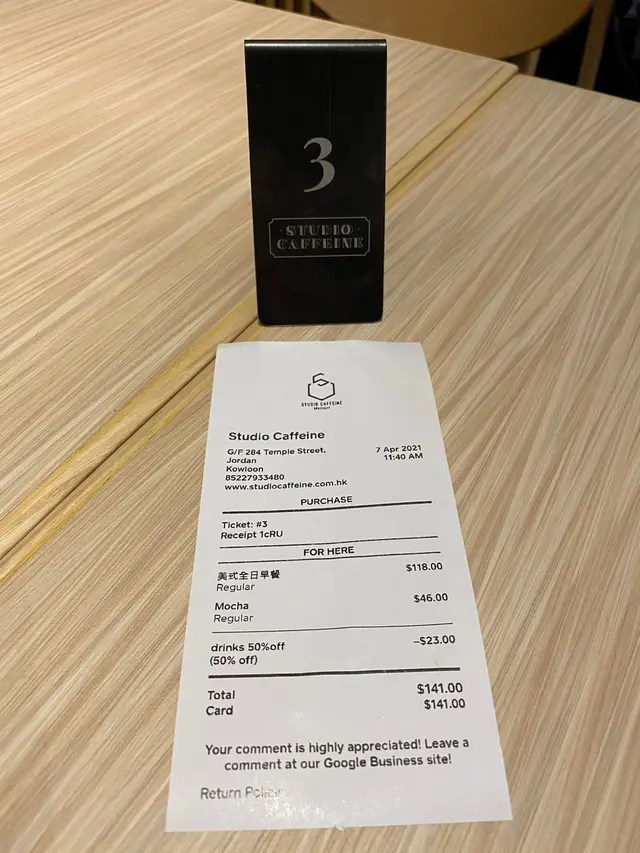 3
STUDIO
CAFFEINE
STUDIO CAFFEINE
Studio Caffeine
G/F 284 Temple Street,
Jordan
Kowloon
85227933480
www.studiocaffeine.com.hk
7 Apr 2021
11:40 AM
PURCHASE
Ticket: #3
Receipt 1cRU
FOR HERE
美式全日早餐 $118.00
Regular
Mocha $46.00
Regular
drinks 50%off -$23.00
(50% off)
Total $141.00
Card $141.00
Your comment is highly appreciated! Leave a
comment at our Google Business site!
Return Policy